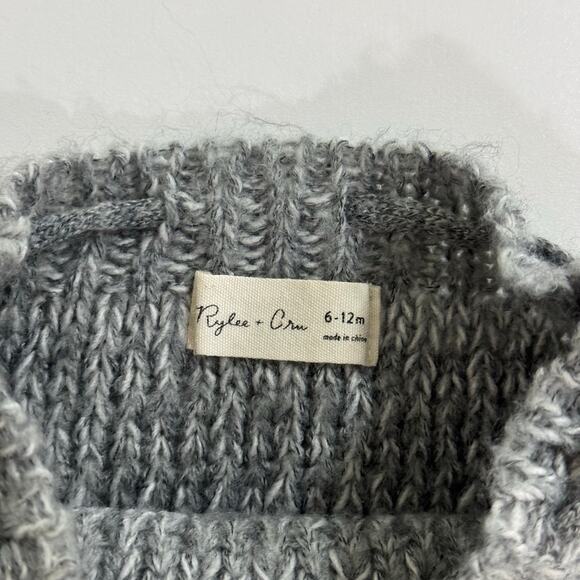 Rylee + Cru
6-12m
made in china